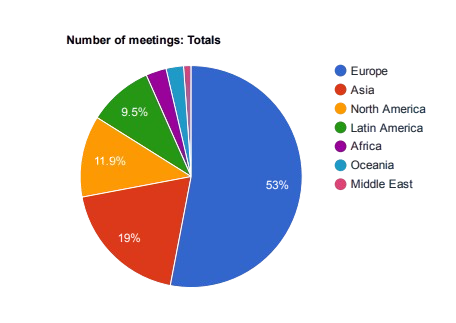 Number of meetings: Totals
Europe
Asia
North America
Latin America
Africa
Oceania
Middle East
9.5%
11.9%
19%
53%